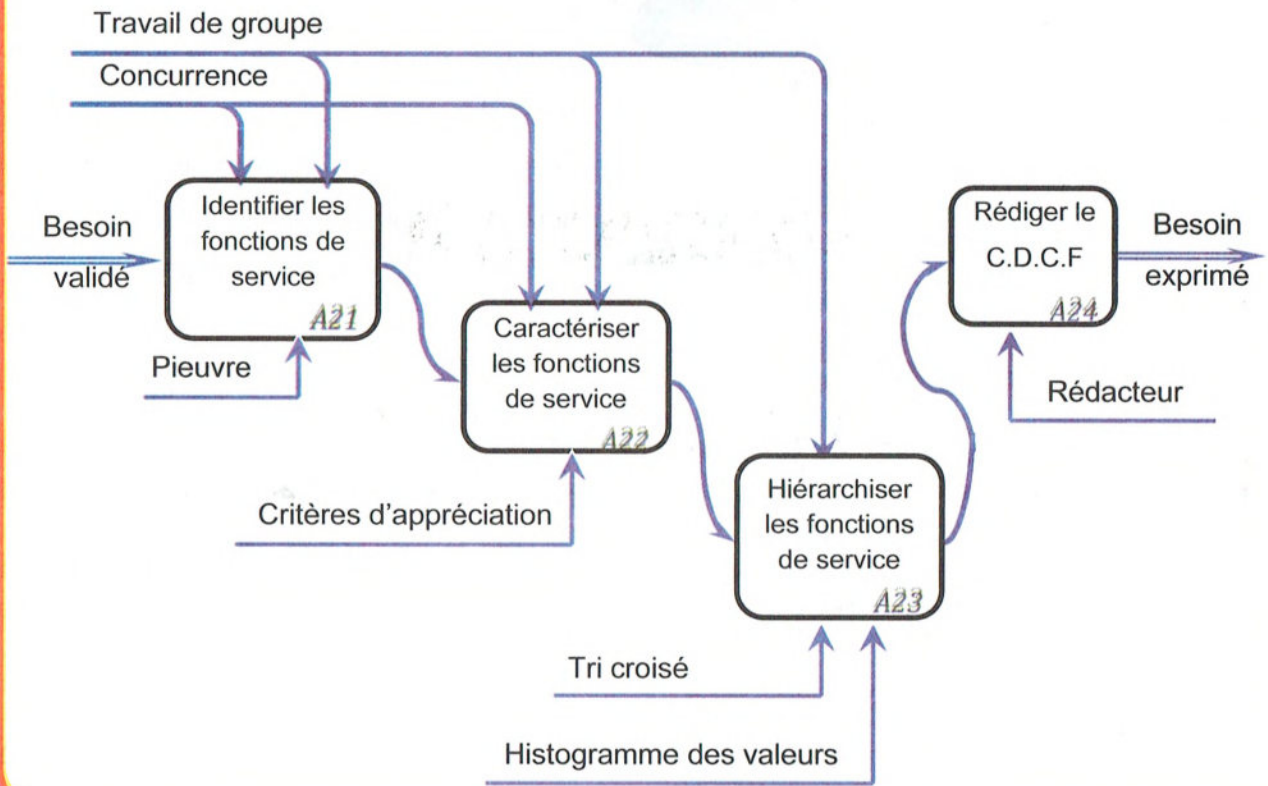 Travail de groupe
Concurrence
Besoin
validé
Identifier les
fonctions de
service
A21
Pieuvre
Caractériser
les fonctions
de service
A22
Critères d'appréciation
Hiérarchiser
les fonctions
de service
A23
Tri croisé
Histogramme des valeurs
Rédiger le
C.D.C.F
A24
Besoin
exprimé
Rédacteur